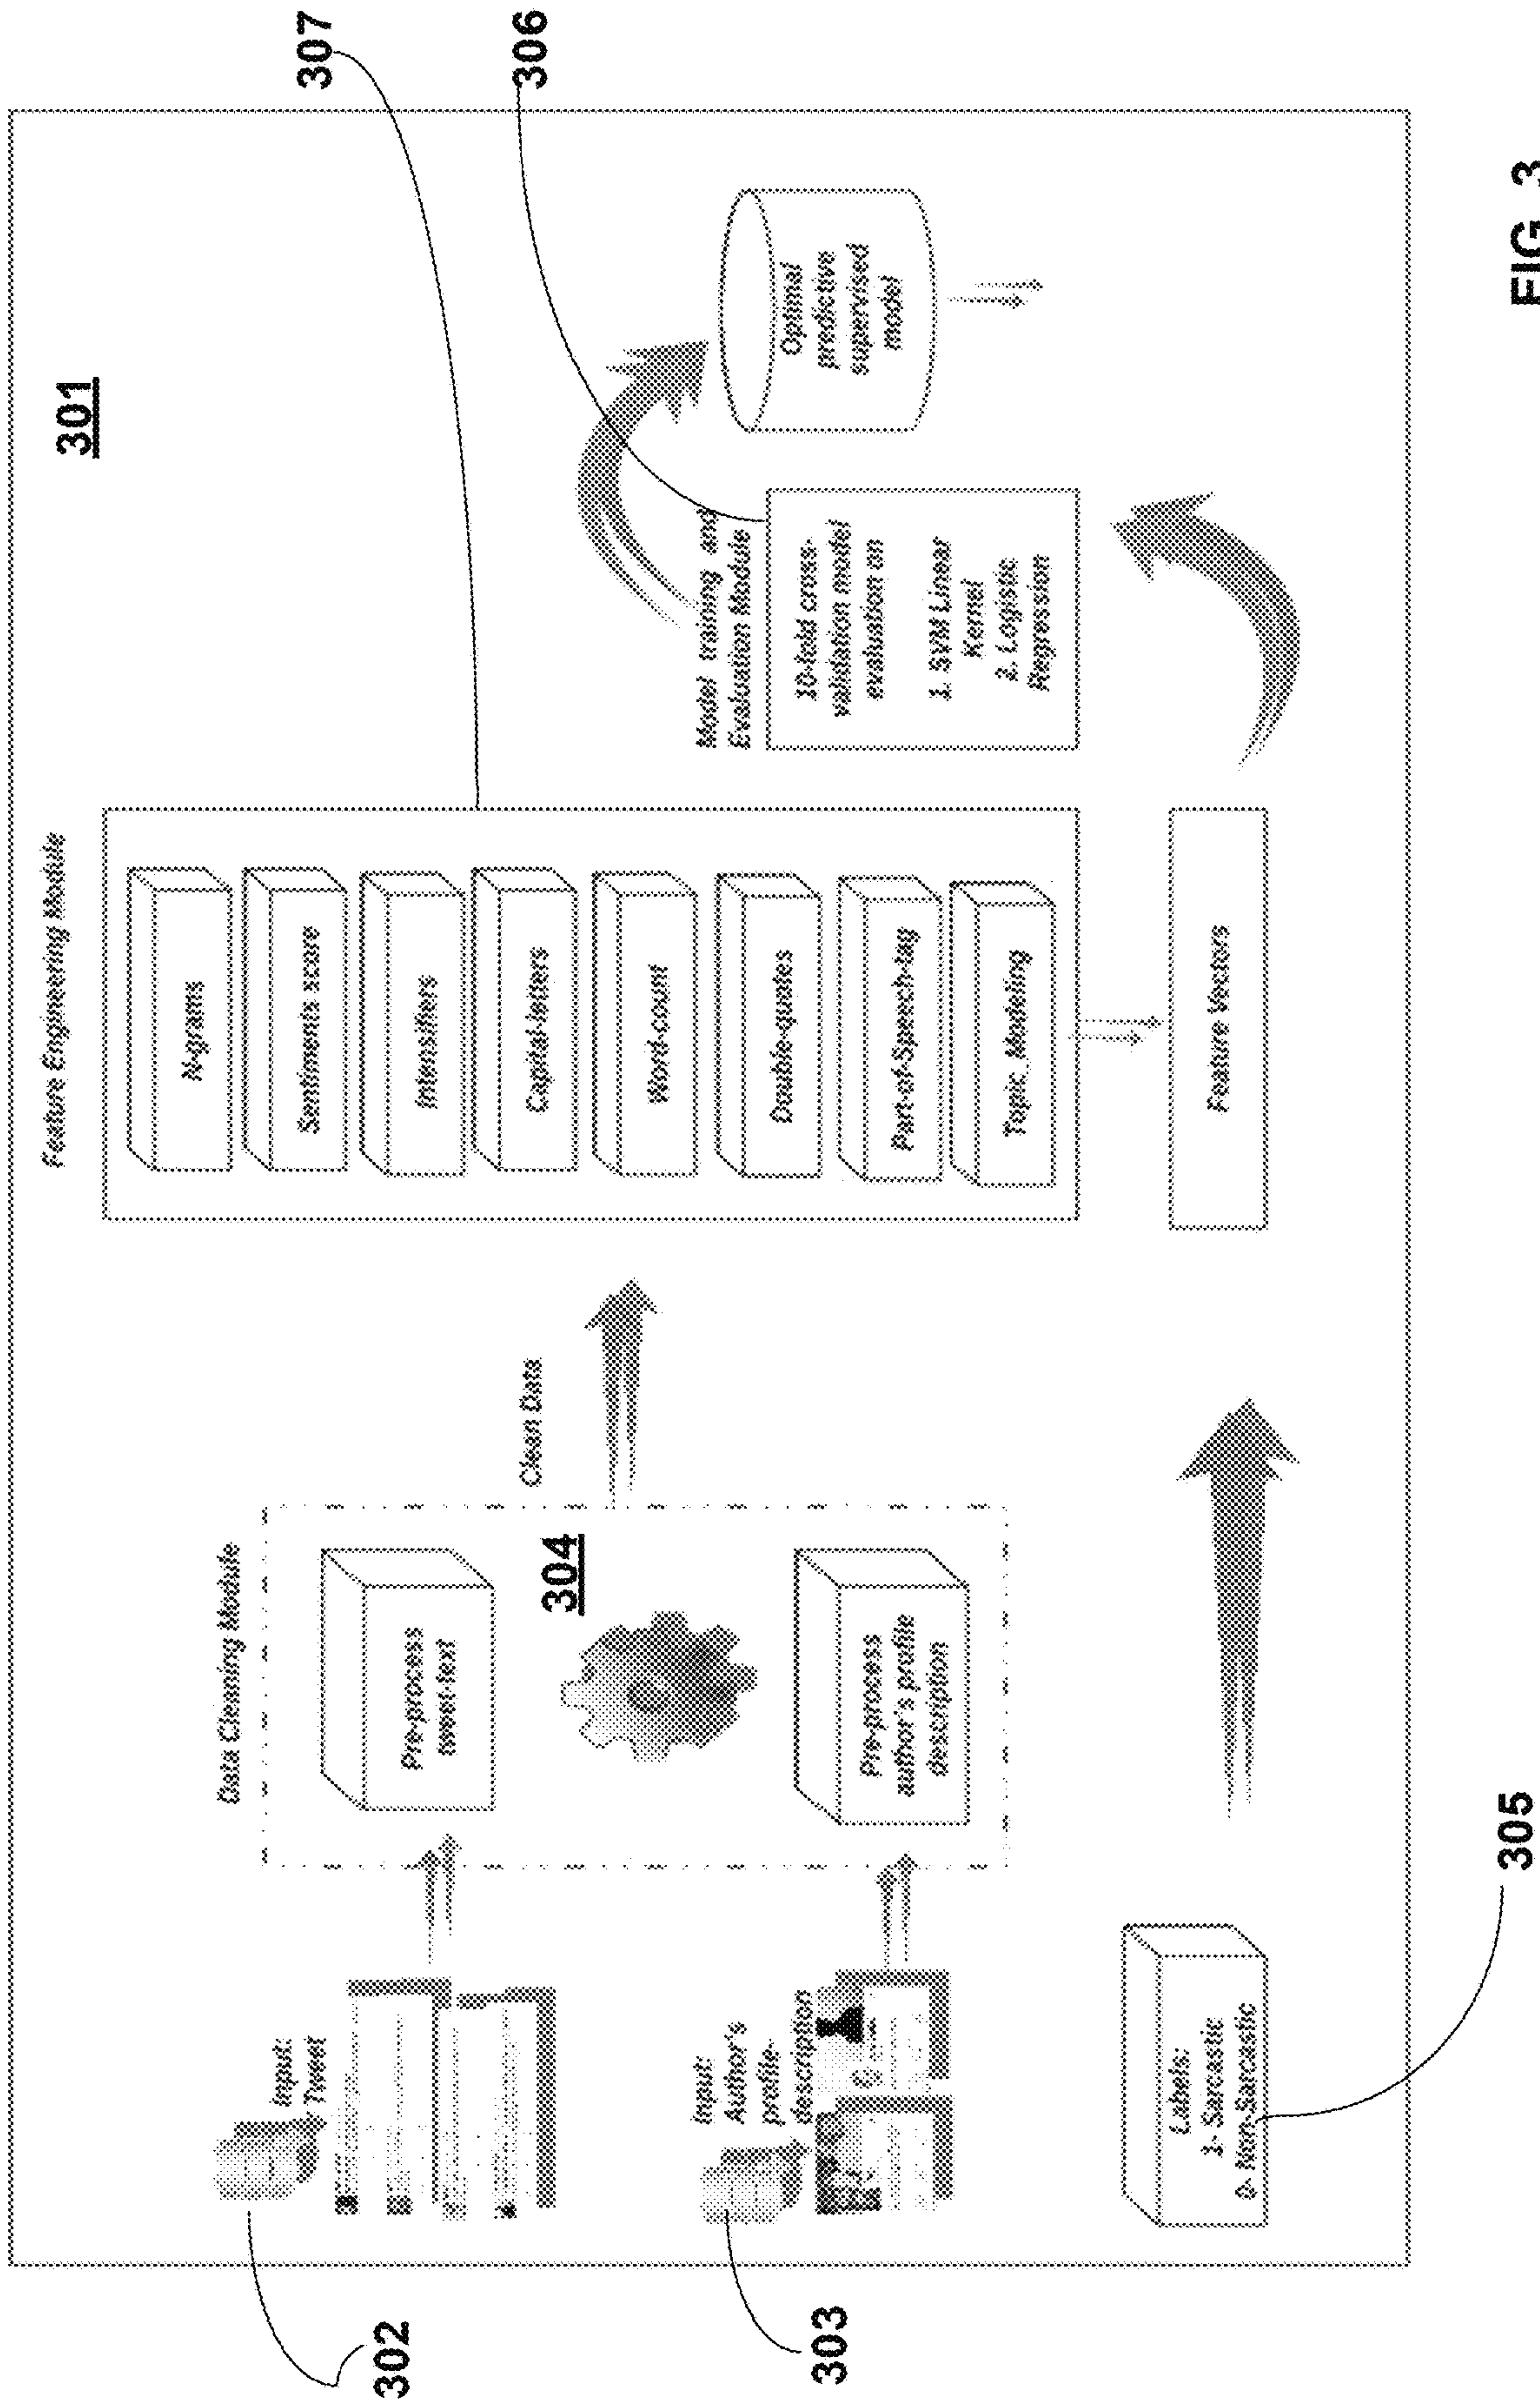 301
302
Input:
Tweet
303
Input:
Author's
profile-
description
Labels:
1- Sarcastic
0- Non-Sarcastic
305
Data Cleaning Module
Pre-process
tweet-text
304
Pre-process
author's profile
description
Clean Data
Feature Engineering Module
N-grams
Sentiments score
Intensifiers
Capital-letters
Word-count
Double-quotes
Part-of-Speech-tag
Topic_Modeling
Feature Vectors
307
306
Model training and
Evaluation Module
10-fold cross-
validation model
evaluation on
1. SVM Linear
Kernel
2. Logistic
Regression
Optimal
predictive
supervised
model
FIG. 3